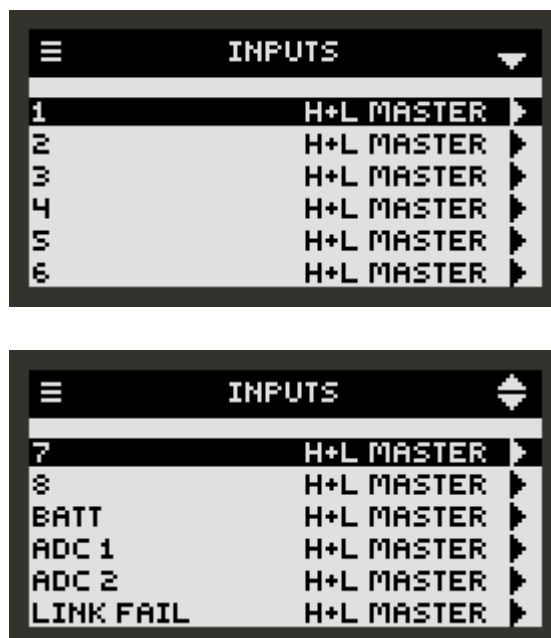 INPUTS
1 H+L MASTER
2 H+L MASTER
3 H+L MASTER
4 H+L MASTER
5 H+L MASTER
6 H+L MASTER
INPUTS
7 H+L MASTER
8 H+L MASTER
BATT H+L MASTER
ADC 1 H+L MASTER
ADC 2 H+L MASTER
LINK FAIL H+L MASTER